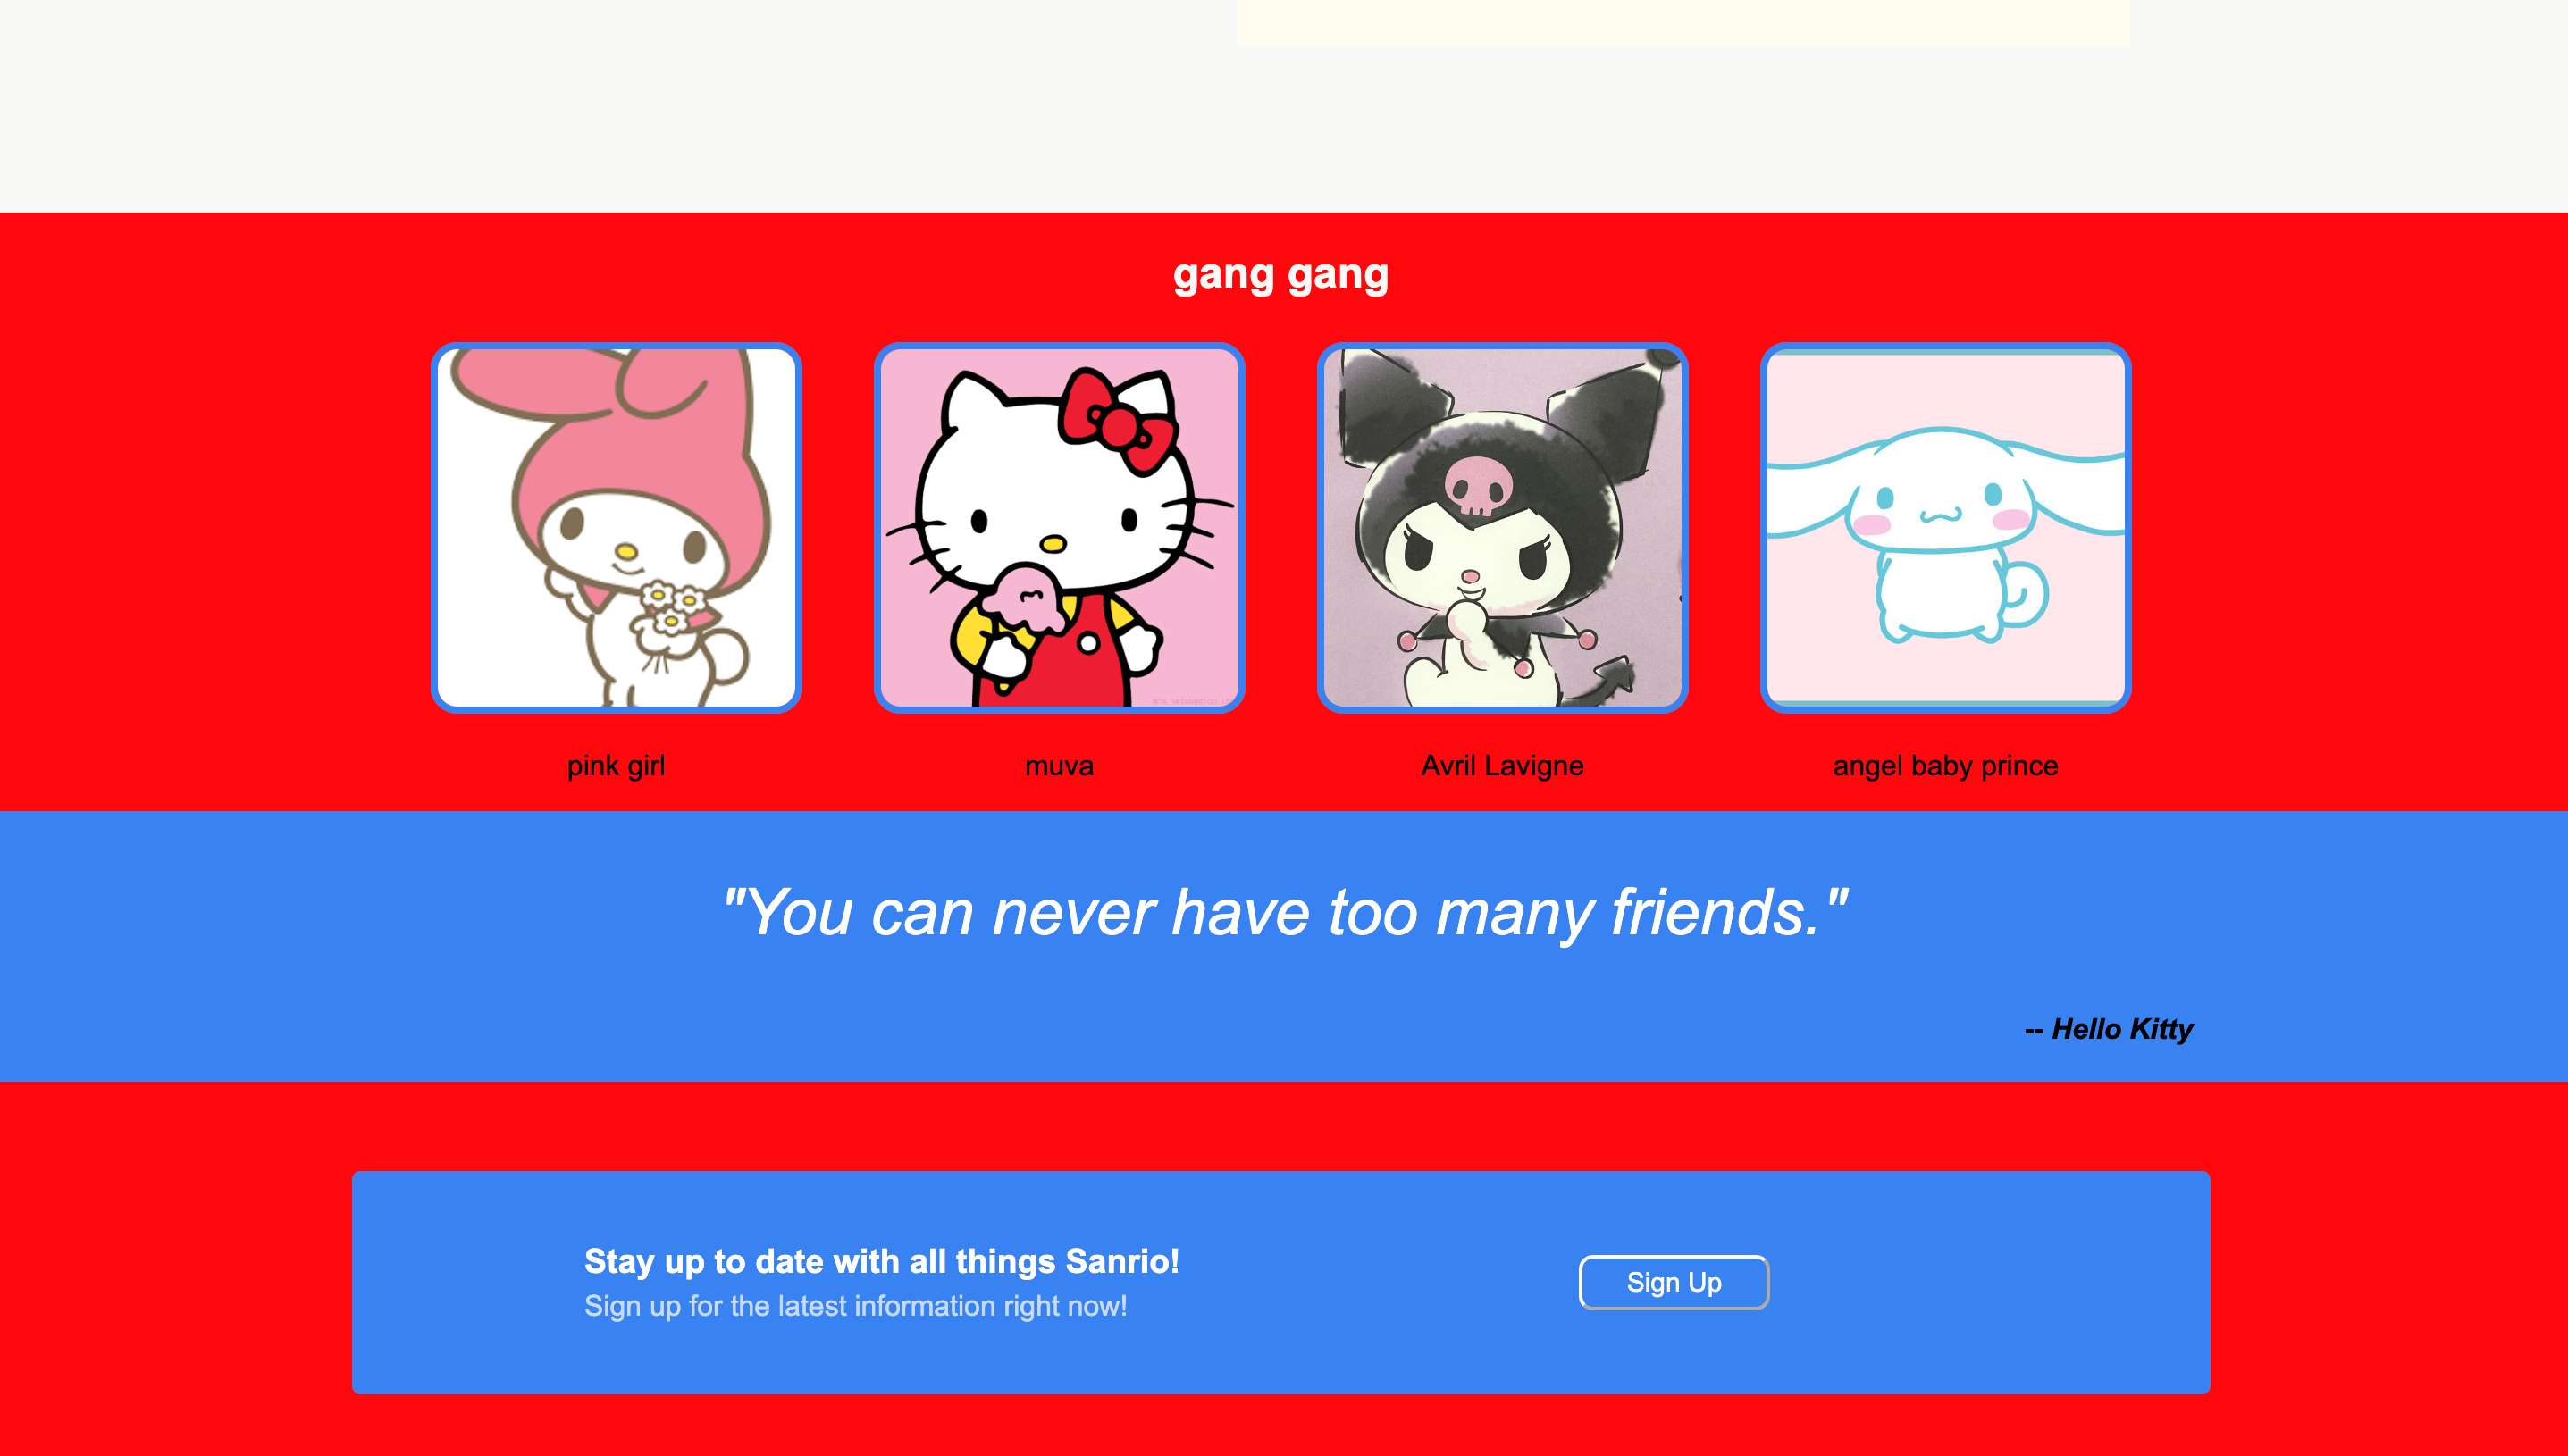 gang gang
pink girl
muva
Avril Lavigne
angel baby prince
"You can never have too many friends."
-- Hello Kitty
Stay up to date with all things Sanrio!
Sign up for the latest information right now!
Sign Up